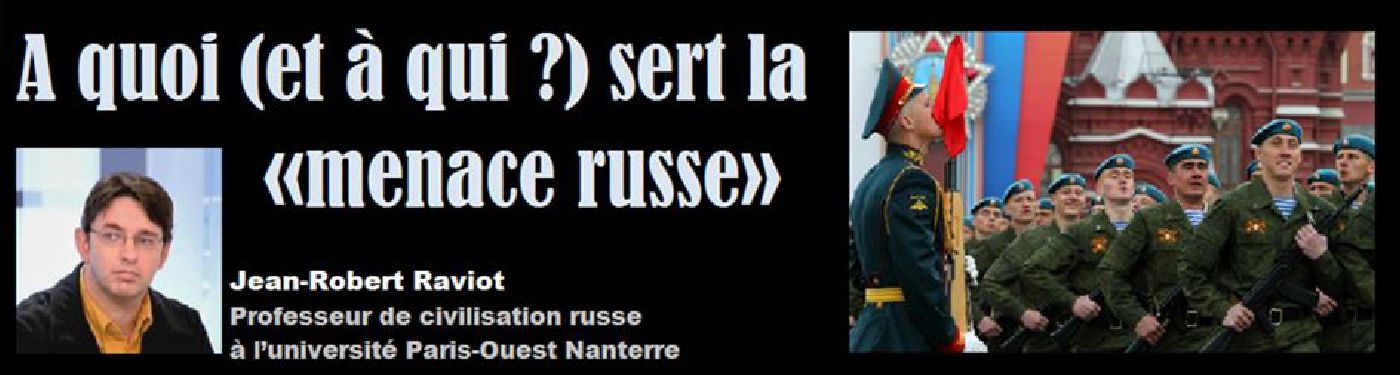 A quoi (et à qui ?) sert la
«menace russe»
Jean-Robert Raviot
Professeur de civilisation russe
à l'université Paris-Ouest Nanterre